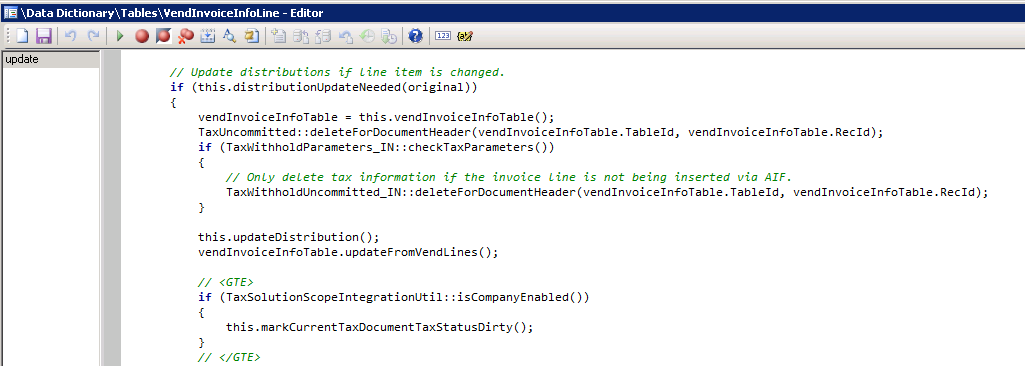 \Data Dictionary\Tables\VendInvoiceInfoLine - Editor
update
// Update distributions if line item is changed.
if (this.distributionUpdateNeeded(original))
{
vendInvoiceInfoTable = this.vendInvoiceInfoTable();
TaxUncommitted::deleteForDocumentHeader(vendInvoiceInfoTable.TableId, vendInvoiceInfoTable.RecId);
if (TaxWithholdParameters_IN::checkTaxParameters())
{
// Only delete tax information if the invoice line is not being inserted via AIF.
TaxWithholdUncommitted_IN::deleteForDocumentHeader(vendInvoiceInfoTable.TableId, vendInvoiceInfoTable.RecId);
}
this.updateDistribution();
vendInvoiceInfoTable.updateFromVendLines();
// <GTE>
if (TaxSolutionScopeIntegrationUtil::isCompanyEnabled())
{
this.markCurrentTaxDocumentTaxStatusDirty();
}
// </GTE>